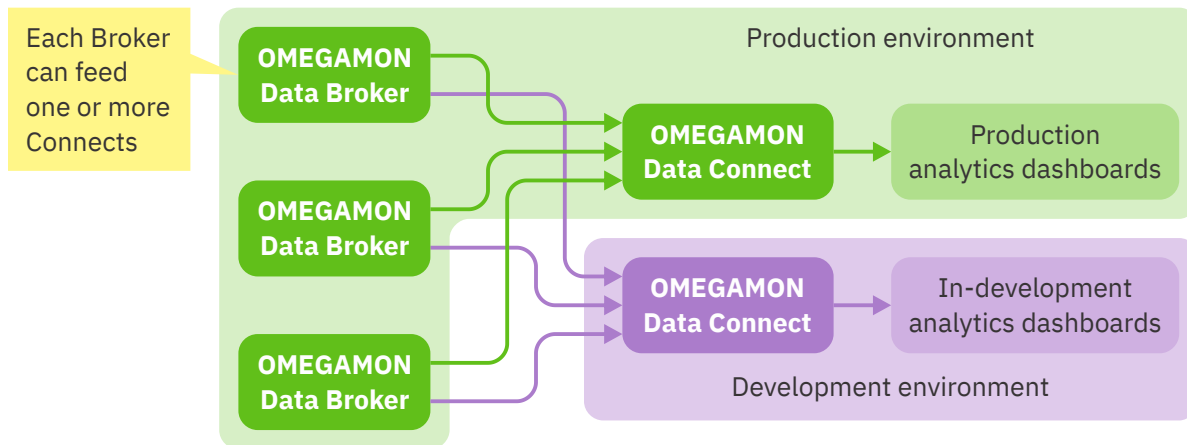 Each Broker
can feed
one or more
Connects
OMEGAMON
Data Broker
Production environment
OMEGAMON
Data Connect
Production
analytics dashboards
OMEGAMON
Data Broker
OMEGAMON
Data Connect
In-development
analytics dashboards
OMEGAMON
Data Broker
Development environment